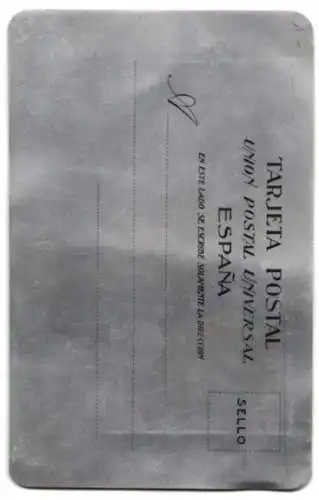 TARJETA POSTAL
UNION POSTAL UNIVERSAL
ESPAÑA
EN ESTE LADO SE ESCRIBE SOLAMENTE LA DIRECCION
SELLO
A